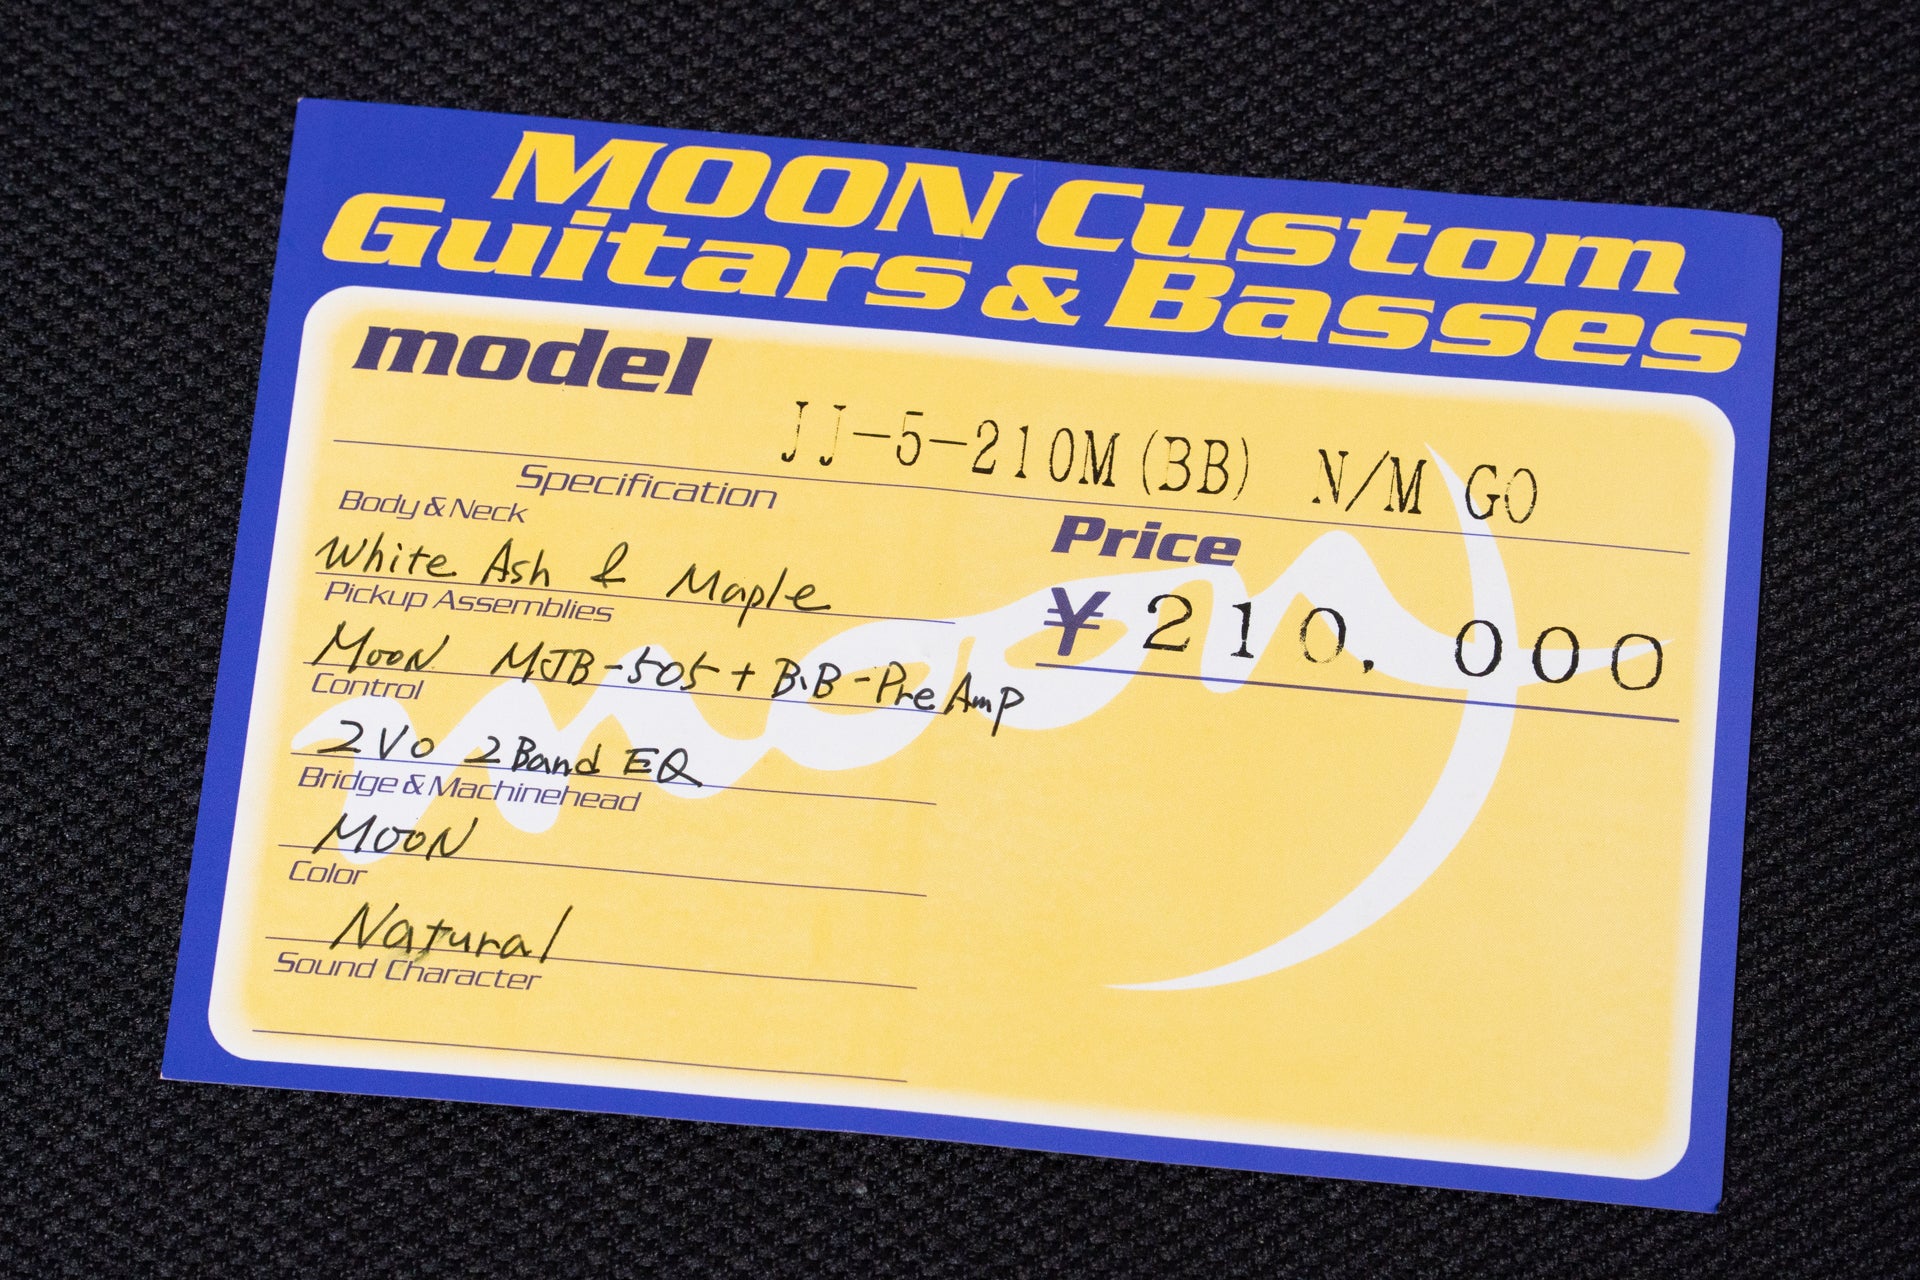 MOON Custom
Guitars & Basses
model
JJ-5-210M(BB) N/M GO
Specification
Body & Neck
White Ash & Maple
Pickup Assemblies
Moon MJB-505+B.B-PreAmp
Control
2Vo 2Band EQ
Bridge & Machinehead
Moon
Color
Natural
Sound Character
Price
¥ 210,000
moon